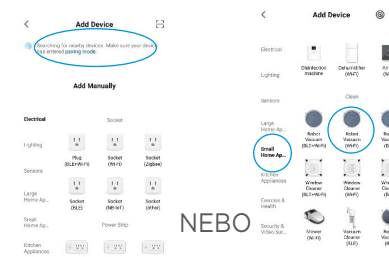 Add Device
Searching for nearby devices. Make sure your device
has entered pairing mode.
Add Manually
Electrical
Socket
Lighting
Plug
(BLE+Wi-Fi)
Socket
(Wi-Fi)
Socket
(Zigbee)
Sensors
Large
Home Ap...
Socket
(BLE)
Socket
(NB-IoT)
Socket
(other)
Small
Home Ap...
Power Strip
Kitchen
Appliances
NEBO
Add Device
Electrical
Disinfection
machine
Dehumidifier
(Wi-Fi)
Lighting
Sensors
Clean
Large
Home Ap...
Robot
Vacuum
(BLE+Wi-Fi)
Robot
Vacuum
(Wi-Fi)
Small
Home Ap...
Kitchen
Appliances
Window
Cleaner
(BLE+Wi-Fi)
Window
Cleaner
(Wi-Fi)
Exercise &
Health
Security &
Video Sur...
Mower
(Wi-Fi)
Vacuum
Cleaner
(BLE)